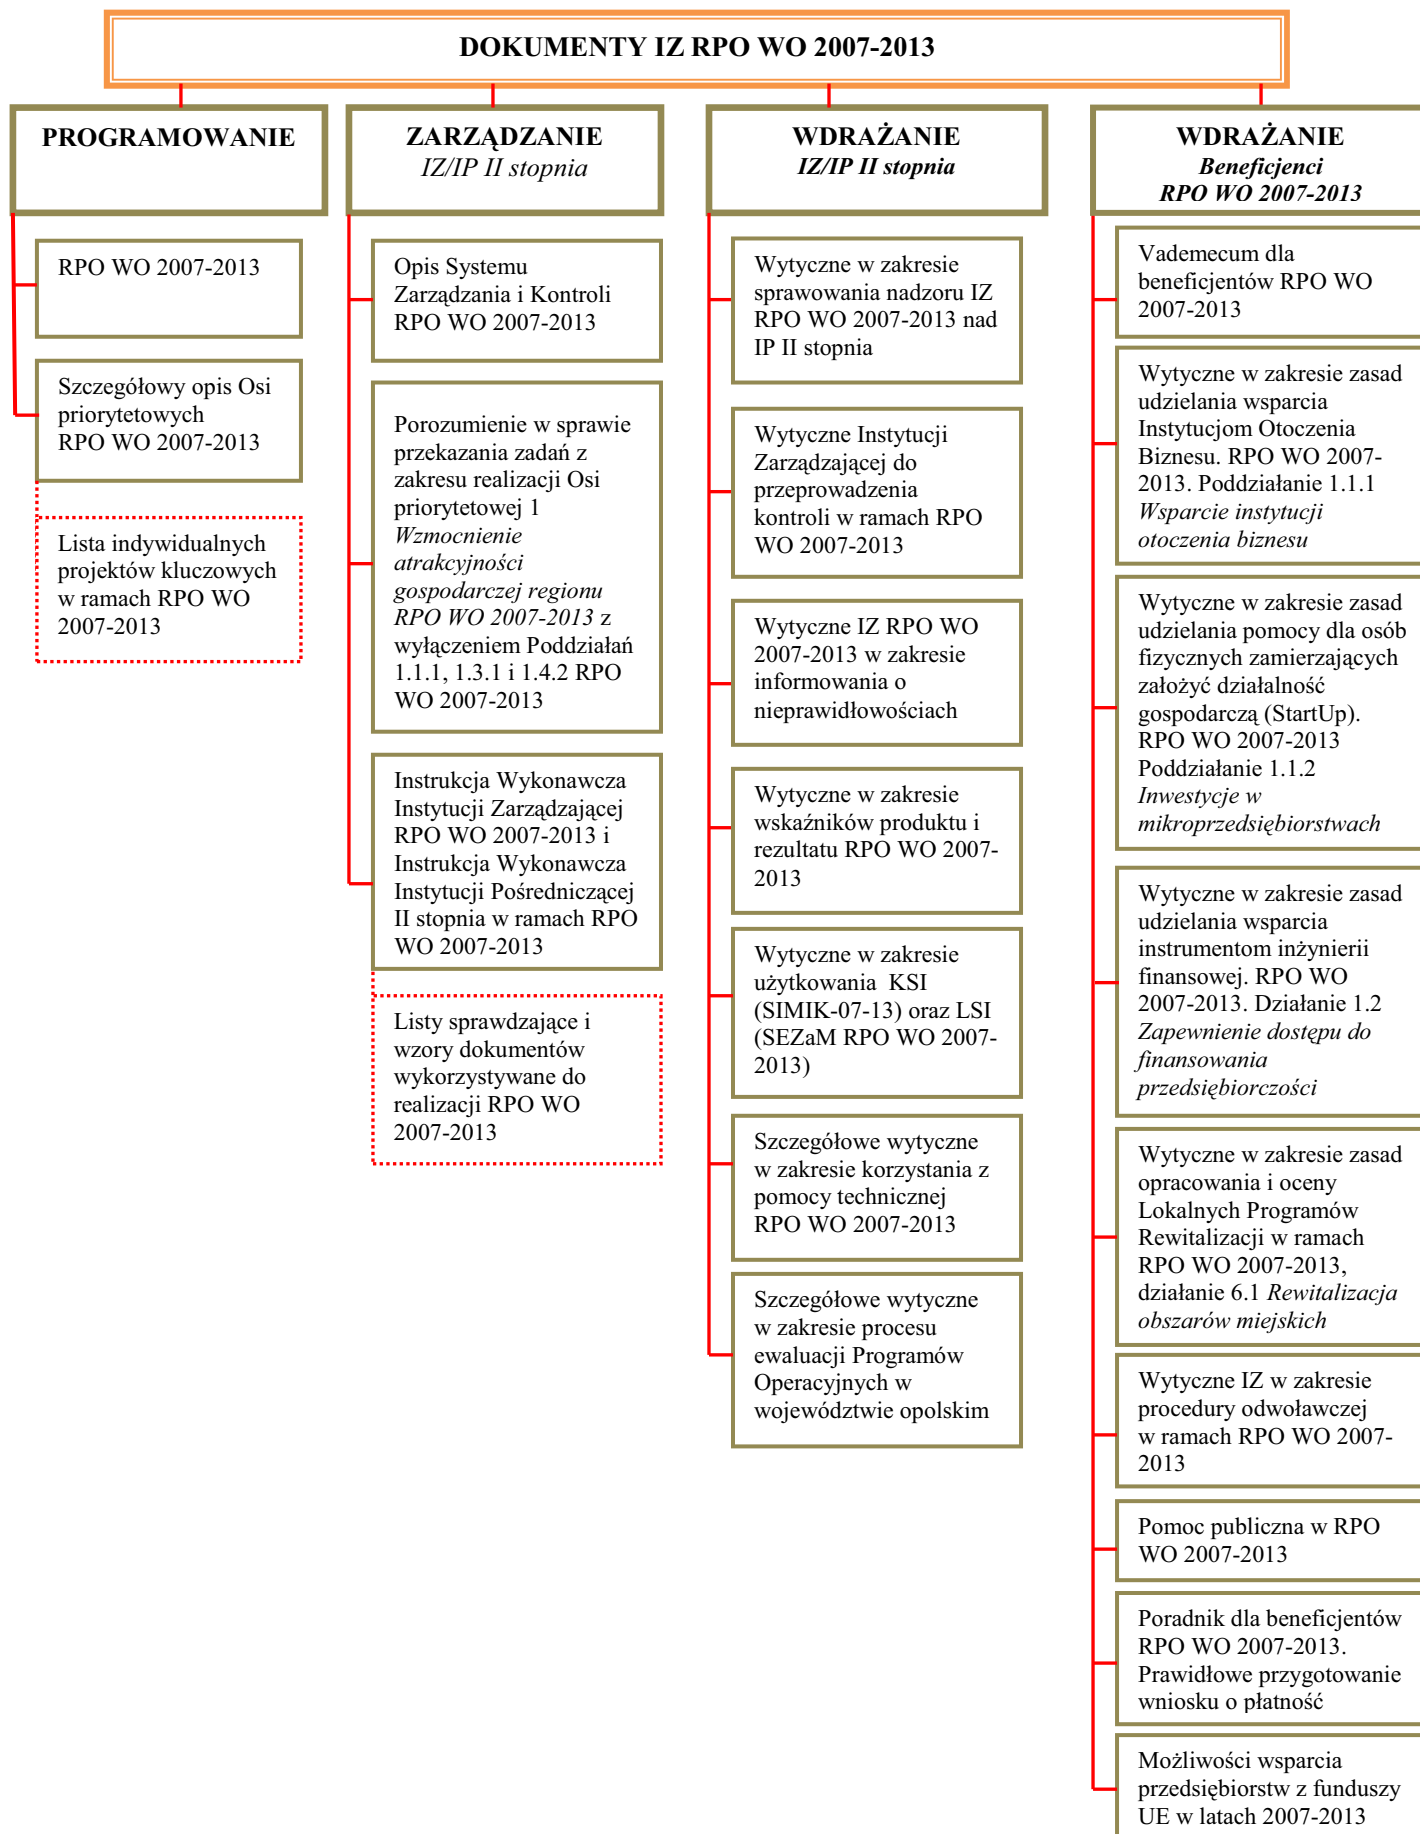 DOKUMENTY IZ RPO WO 2007-2013
PROGRAMOWANIE
RPO WO 2007-2013
Szczegółowy opis Osi
priorytetowych
RPO WO 2007-2013
Lista indywidualnych
projektów kluczowych
w ramach RPO WO
2007-2013
ZARZĄDZANIE
IZ/IP II stopnia
Opis Systemu
Zarządzania i Kontroli
RPO WO 2007-2013
Porozumienie w sprawie
przekazania zadań z
zakresu realizacji Osi
priorytetowej 1
Wzmocnienie
atrakcyjności
gospodarczej regionu
RPO WO 2007-2013 z
wyłączeniem Poddziałań
1.1.1, 1.3.1 i 1.4.2 RPO
WO 2007-2013
Instrukcja Wykonawcza
Instytucji Zarządzającej
RPO WO 2007-2013 i
Instrukcja Wykonawcza
Instytucji Pośredniczącej
II stopnia w ramach RPO
WO 2007-2013
Listy sprawdzające i
wzory dokumentów
wykorzystywane do
realizacji RPO WO
2007-2013
WDRAŻANIE
IZ/IP II stopnia
Wytyczne w zakresie
sprawowania nadzoru IZ
RPO WO 2007-2013 nad
IP II stopnia
Wytyczne Instytucji
Zarządzającej do
przeprowadzenia
kontroli w ramach RPO
WO 2007-2013
Wytyczne IZ RPO WO
2007-2013 w zakresie
informowania o
nieprawidłowościach
Wytyczne w zakresie
wskaźników produktu i
rezultatu RPO WO 2007-
2013
Wytyczne w zakresie
użytkowania  KSI
(SIMIK-07-13) oraz LSI
(SEZaM RPO WO 2007-
2013)
Szczegółowe wytyczne
w zakresie korzystania z
pomocy technicznej
RPO WO 2007-2013
Szczegółowe wytyczne
w zakresie procesu
ewaluacji Programów
Operacyjnych w
województwie opolskim
WDRAŻANIE
Beneficjenci
RPO WO 2007-2013
Vademecum dla
beneficjentów RPO WO
2007-2013
Wytyczne w zakresie zasad
udzielania wsparcia
Instytucjom Otoczenia
Biznesu. RPO WO 2007-
2013. Poddziałanie 1.1.1
Wsparcie instytucji
otoczenia biznesu
Wytyczne w zakresie zasad
udzielania pomocy dla osób
fizycznych zamierzających
założyć działalność
gospodarczą (StartUp).
RPO WO 2007-2013
Poddziałanie 1.1.2
Inwestycje w
mikroprzedsiębiorstwach
Wytyczne w zakresie zasad
udzielania wsparcia
instrumentom inżynierii
finansowej. RPO WO
2007-2013. Działanie 1.2
Zapewnienie dostępu do
finansowania
przedsiębiorczości
Wytyczne w zakresie zasad
opracowania i oceny
Lokalnych Programów
Rewitalizacji w ramach
RPO WO 2007-2013,
działanie 6.1 Rewitalizacja
obszarów miejskich
Wytyczne IZ w zakresie
procedury odwoławczej
w ramach RPO WO 2007-
2013
Pomoc publiczna w RPO
WO 2007-2013
Poradnik dla beneficjentów
RPO WO 2007-2013.
Prawidłowe przygotowanie
wniosku o płatność
Możliwości wsparcia
przedsiębiorstw z funduszy
UE w latach 2007-2013